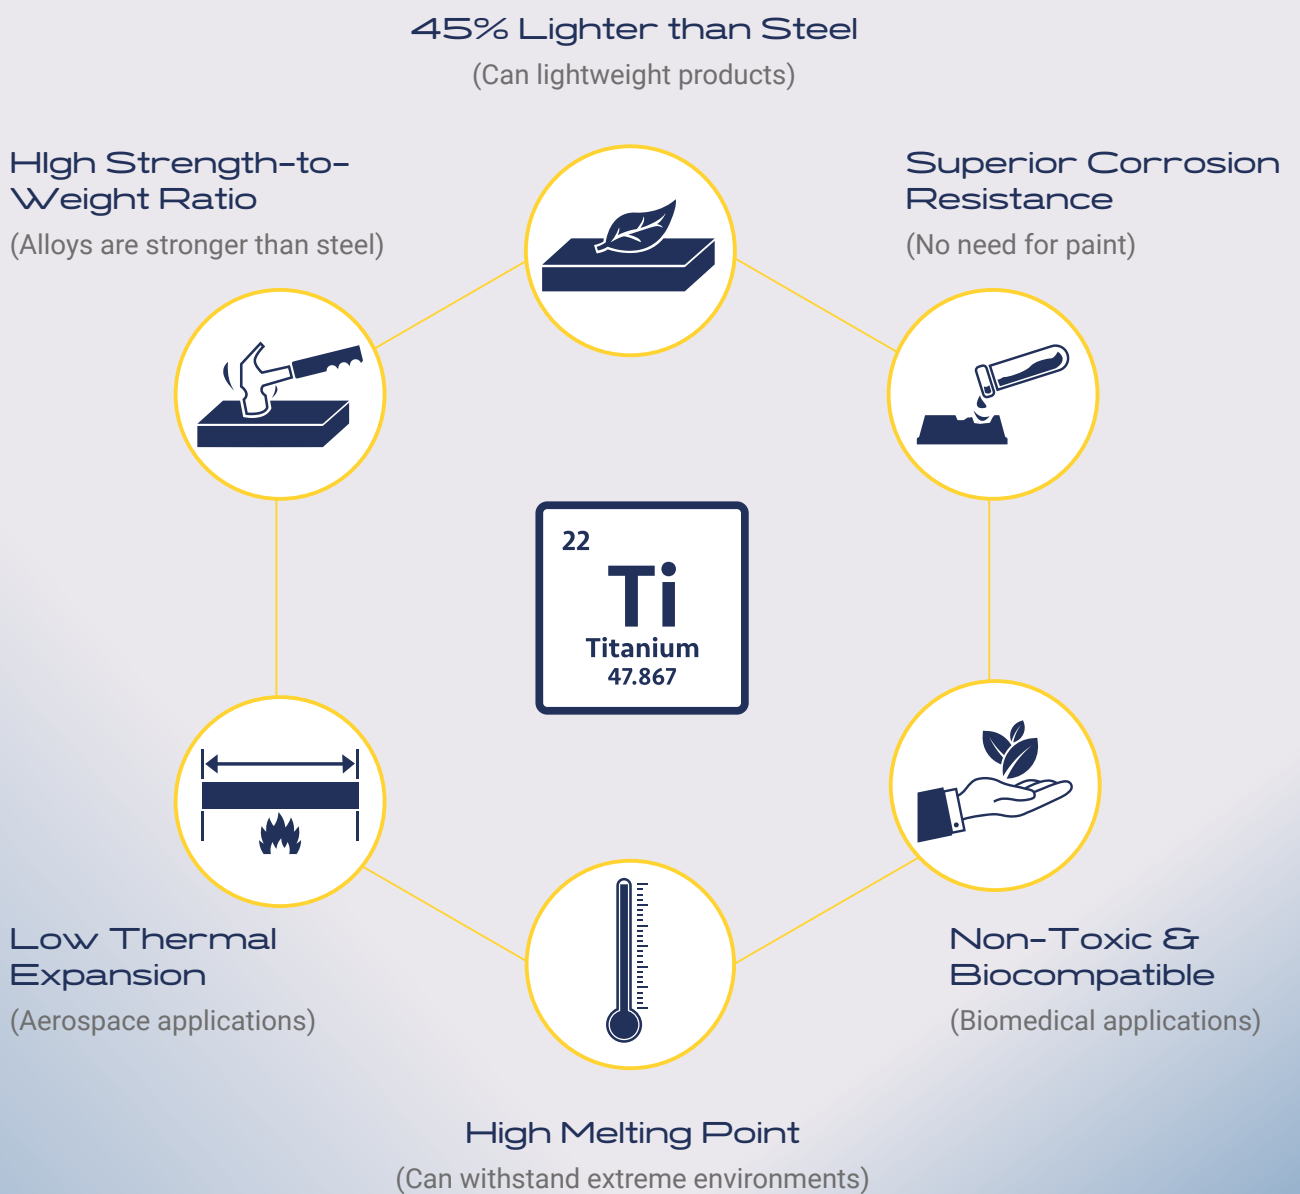 45% Lighter than Steel
(Can lightweight products)
HIgh Strength-to-
Weight Ratio
(Alloys are stronger than steel)
Superior Corrosion
Resistance
(No need for paint)
22
Ti
Titanium
47.867
Low Thermal
Expansion
(Aerospace applications)
Non-Toxic &
Biocompatible
(Biomedical applications)
High Melting Point
(Can withstand extreme environments)